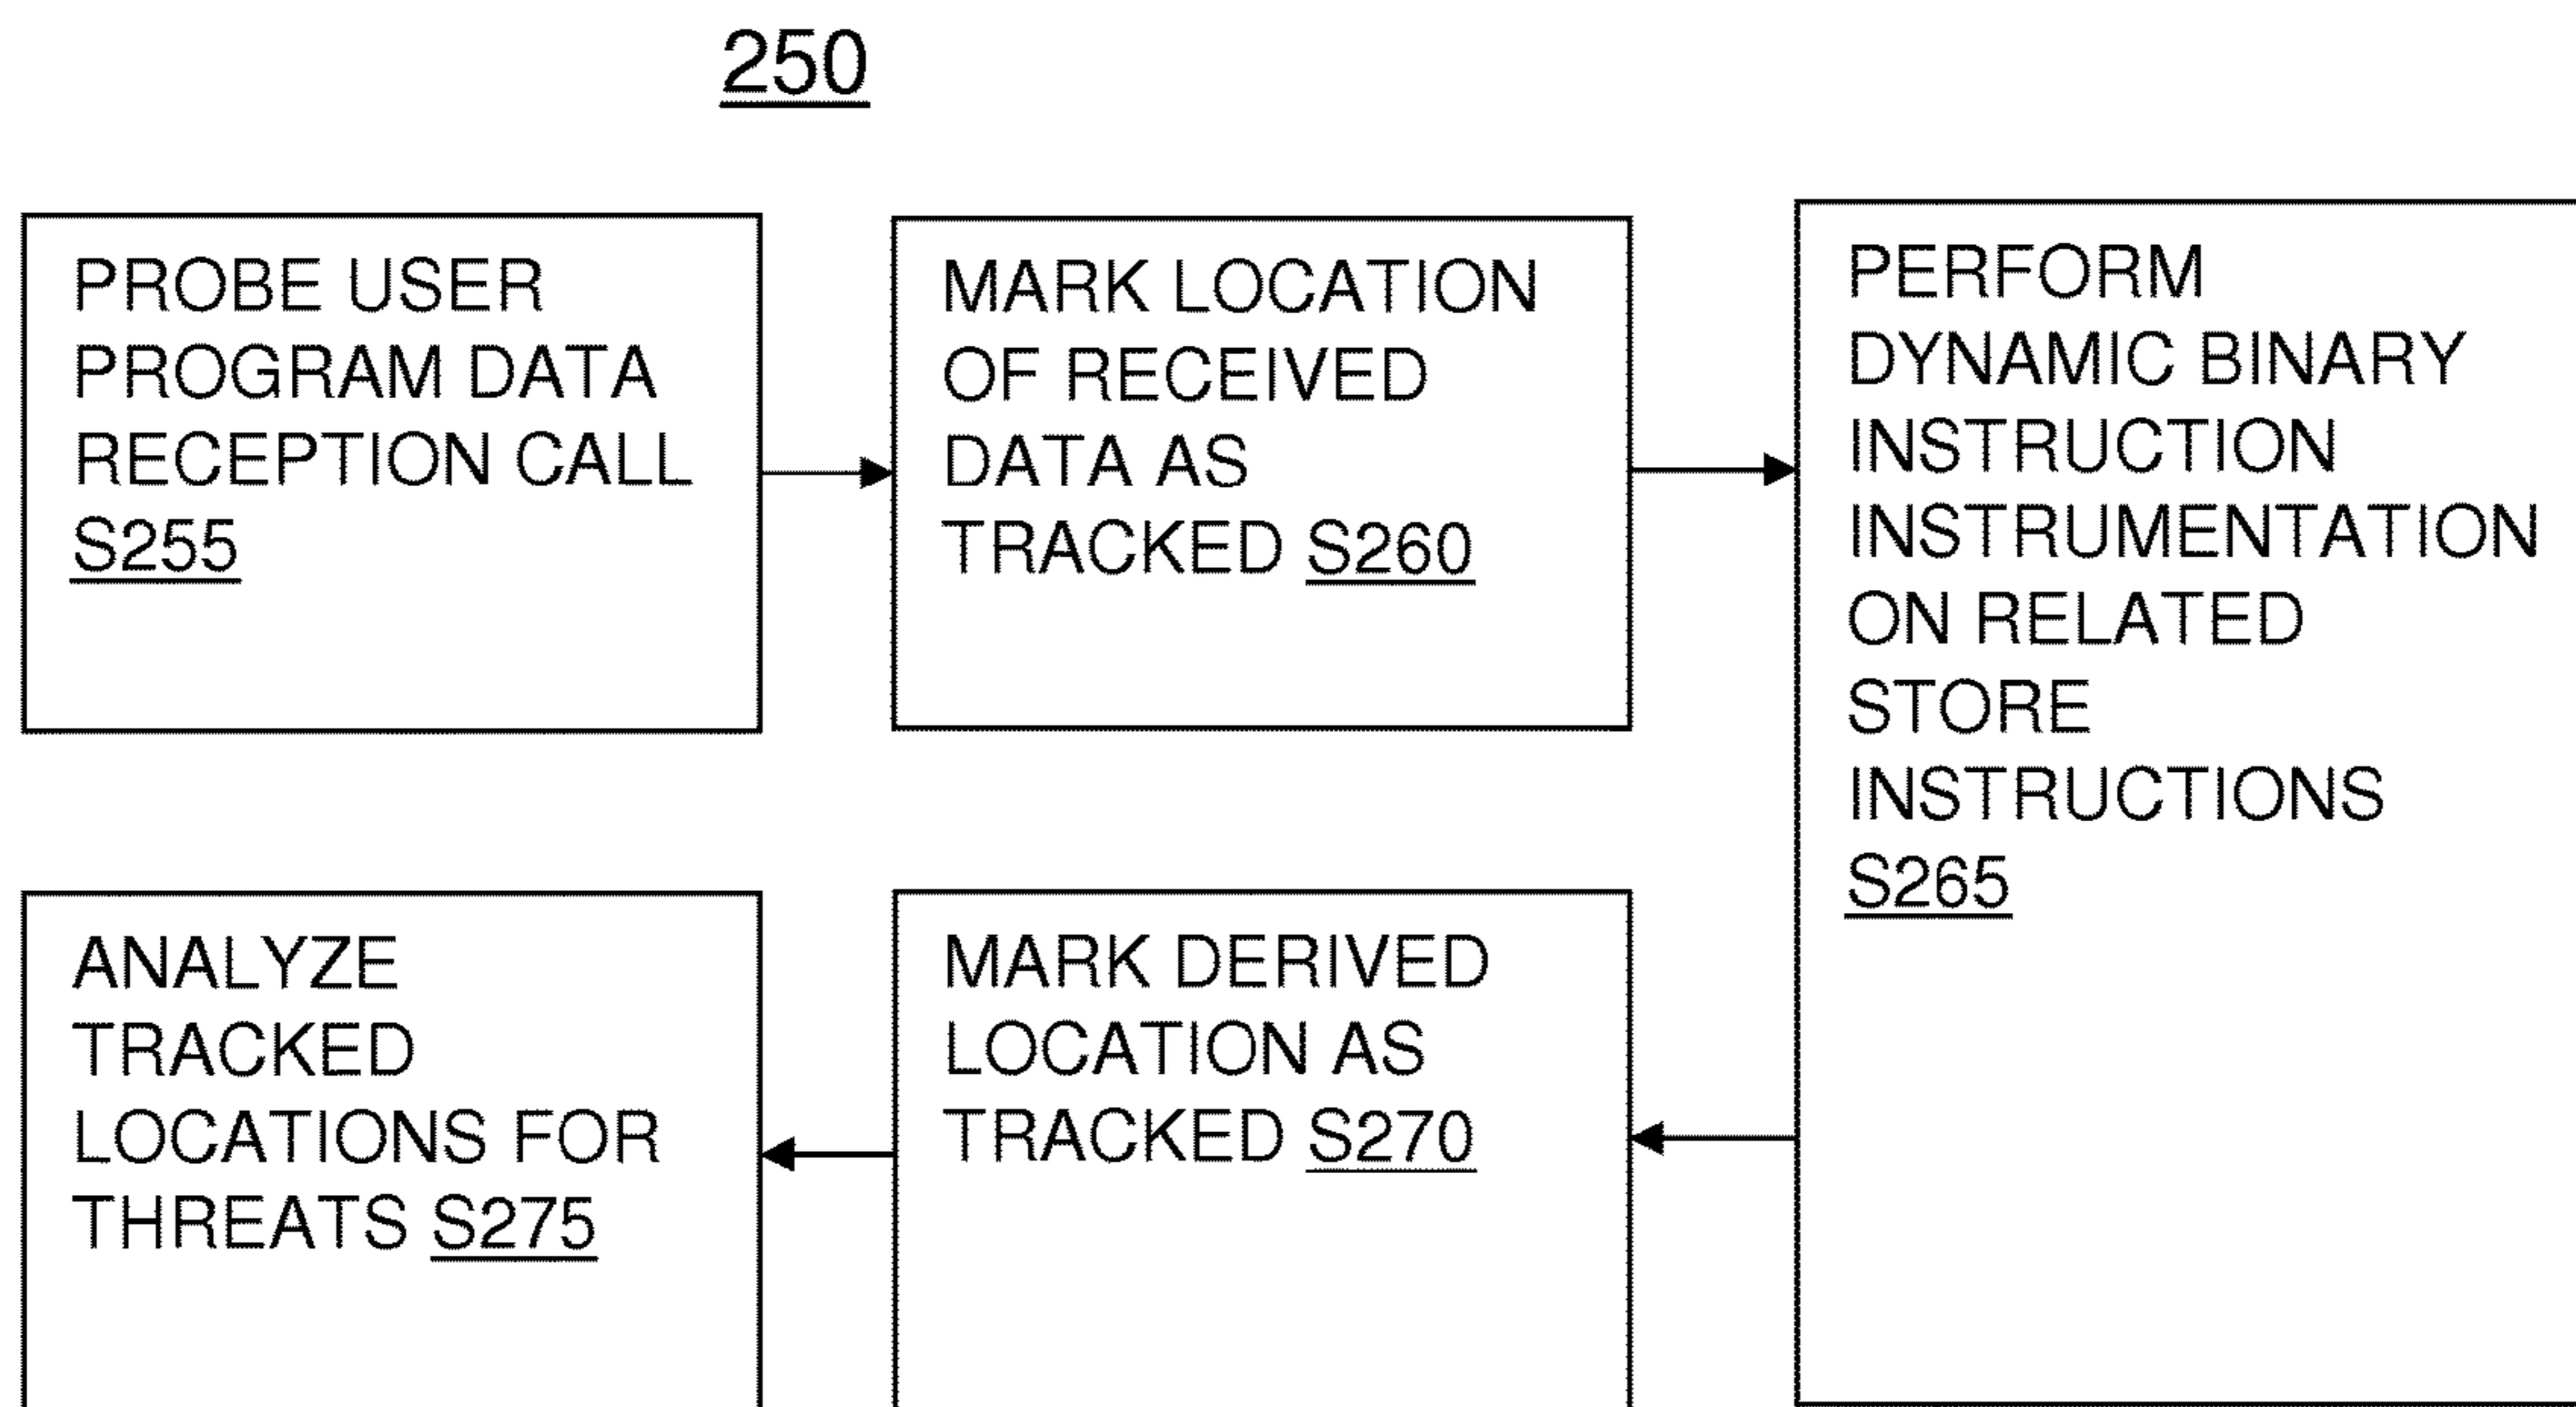 250
PROBE USER
PROGRAM DATA
RECEPTION CALL
S255
MARK LOCATION
OF RECEIVED
DATA AS
TRACKED S260
PERFORM
DYNAMIC BINARY
INSTRUCTION
INSTRUMENTATION
ON RELATED
STORE
INSTRUCTIONS
S265
MARK DERIVED
LOCATION AS
TRACKED S270
ANALYZE
TRACKED
LOCATIONS FOR
THREATS S275